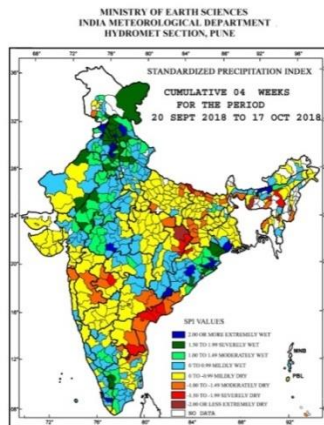 MINISTRY OF EARTH SCIENCES
INDIA METEOROLOGICAL DEPARTMENT
HYDROMET SECTION, PUNE
STANDARDIZED PRECIPITATION INDEX
CUMULATIVE 04 WEEKS
FOR THE PERIOD
20 SEPT 2018 TO 17 OCT 2018
SPI VALUES
2.00 OR MORE EXTREMELY WET
1.50 TO 1.99 SEVERELY WET
1.00 TO 1.49 MODERATELY WET
0 TO 0.99 MILDLY WET
0 TO -0.99 MILDLY DRY
-1.00 TO -1.49 MODERATELY DRY
-1.50 TO -1.99 SEVERELY DRY
-2.00 OR LESS EXTREMELY DRY
NO DATA